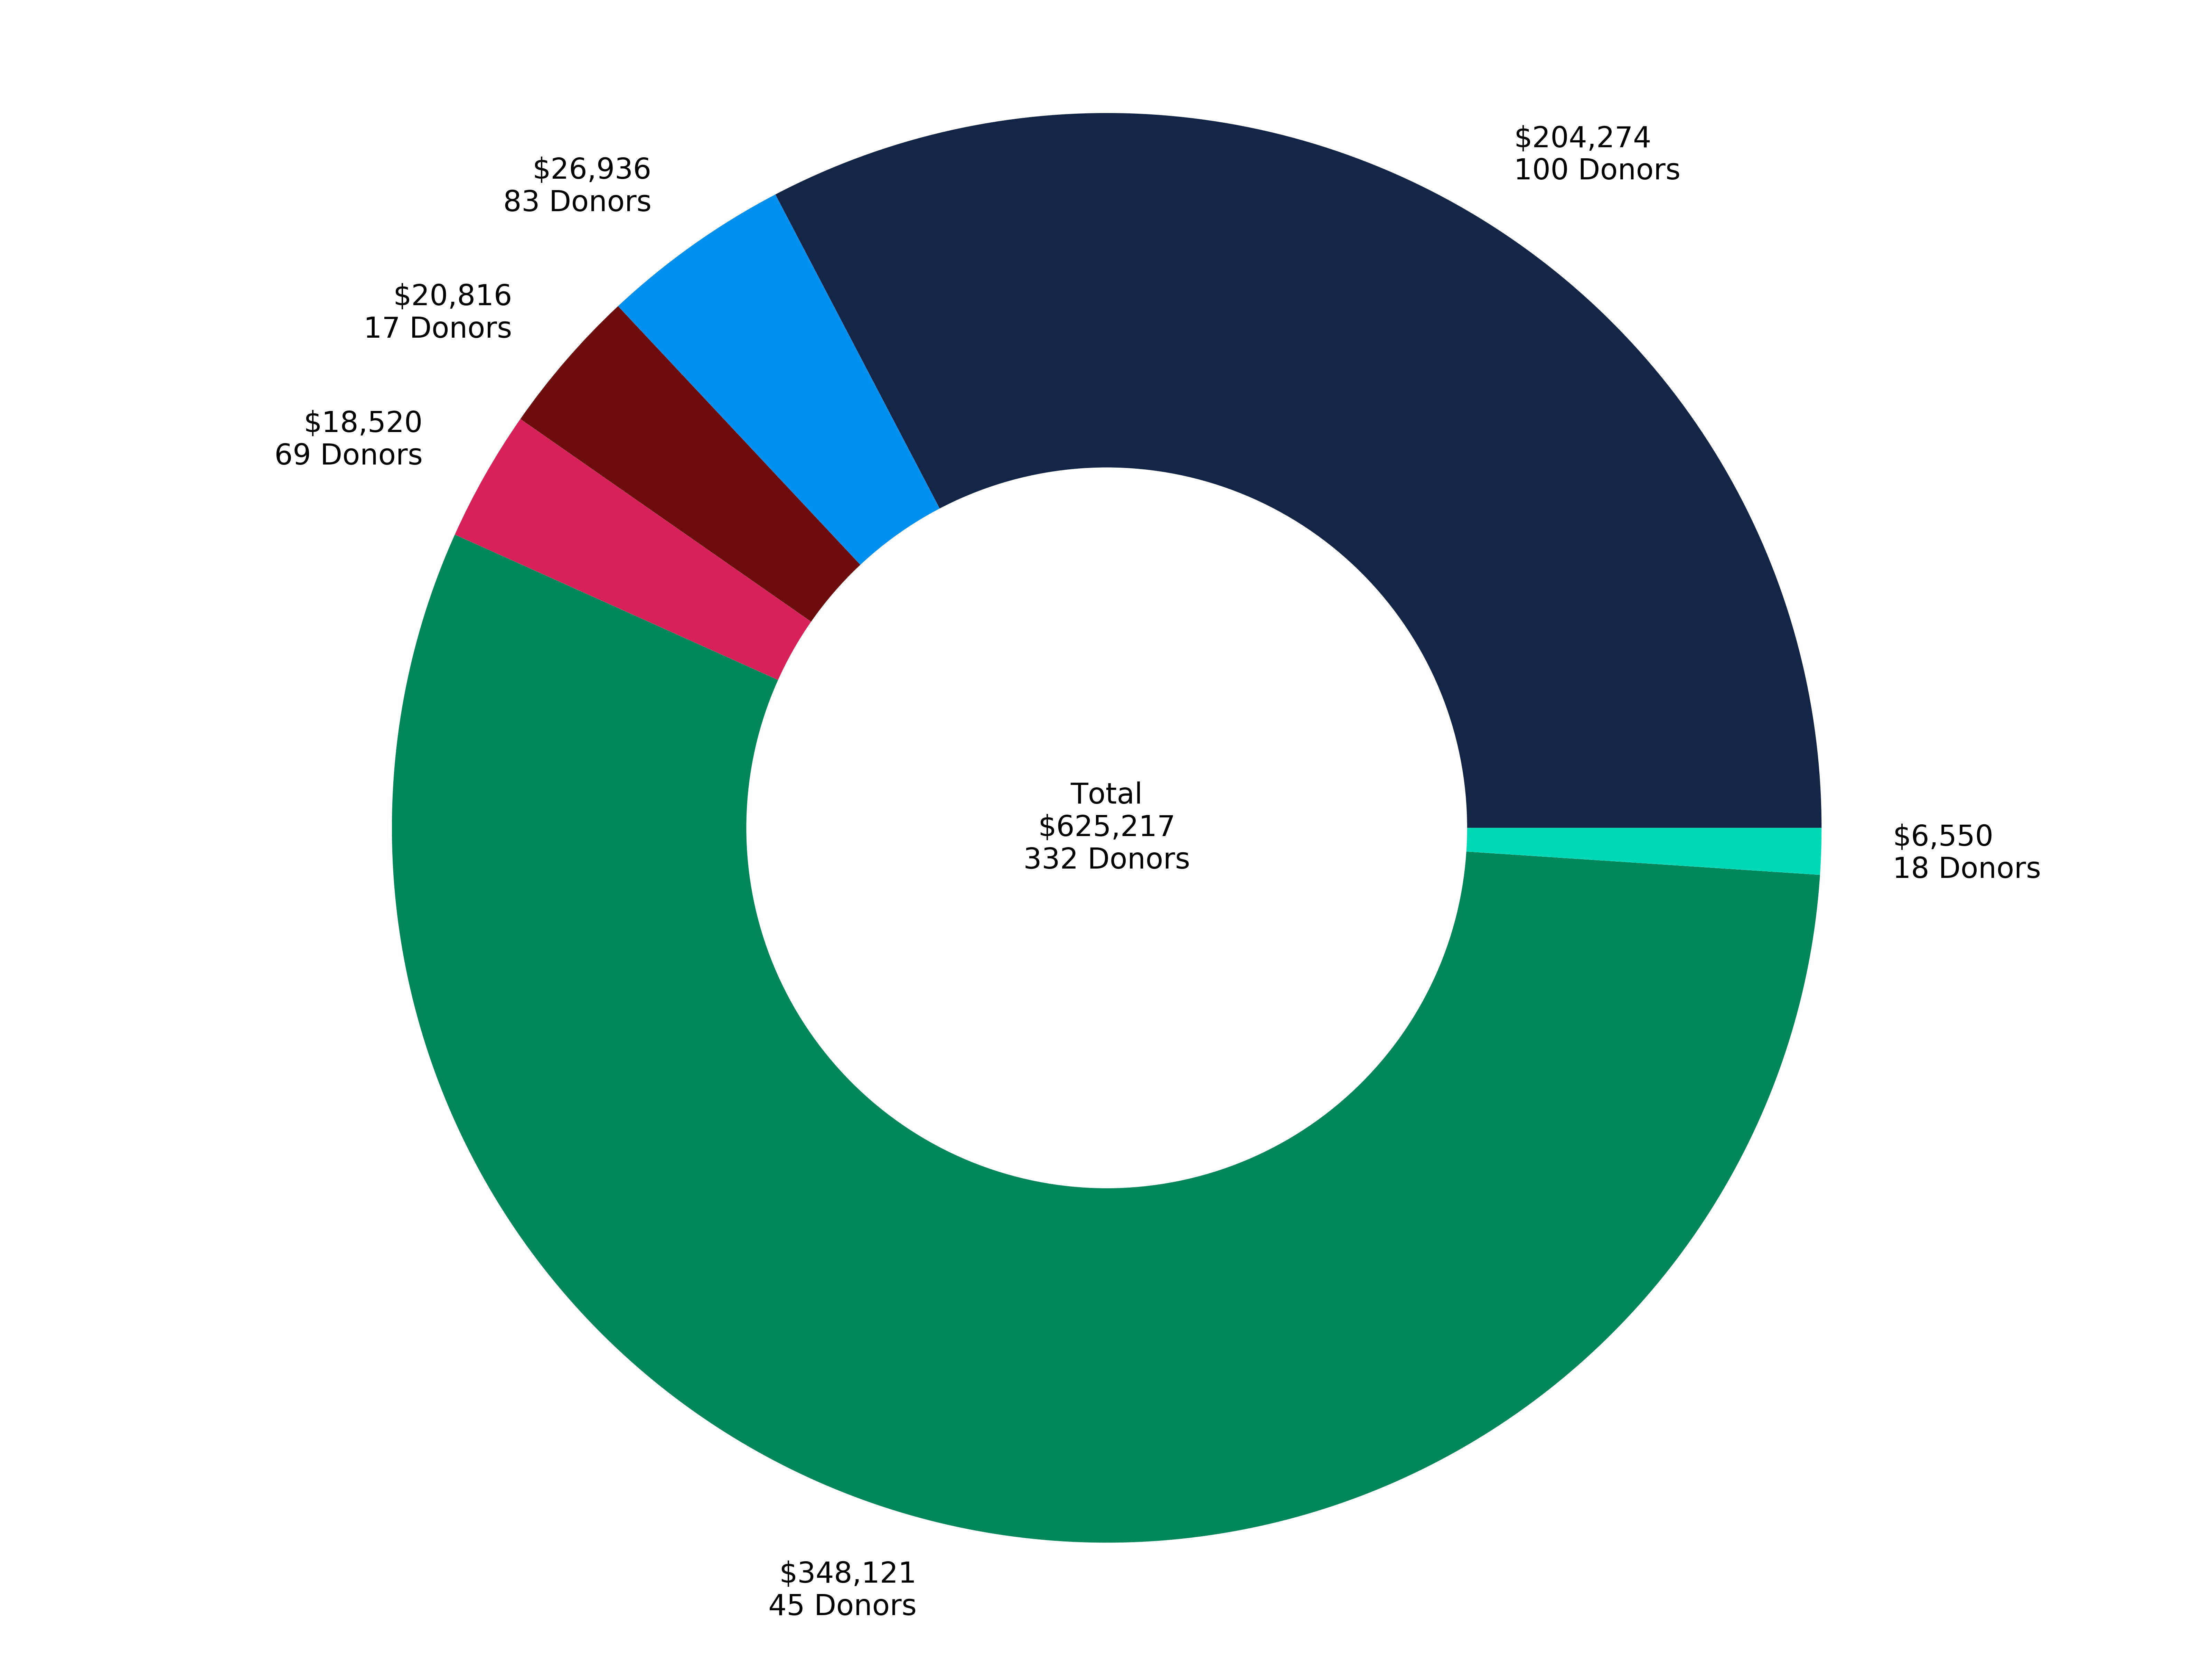 $204,274
100 Donors
$26,936
83 Donors
$20,816
17 Donors
$18,520
69 Donors
Total
$625,217
332 Donors
$6,550
18 Donors
$348,121
45 Donors